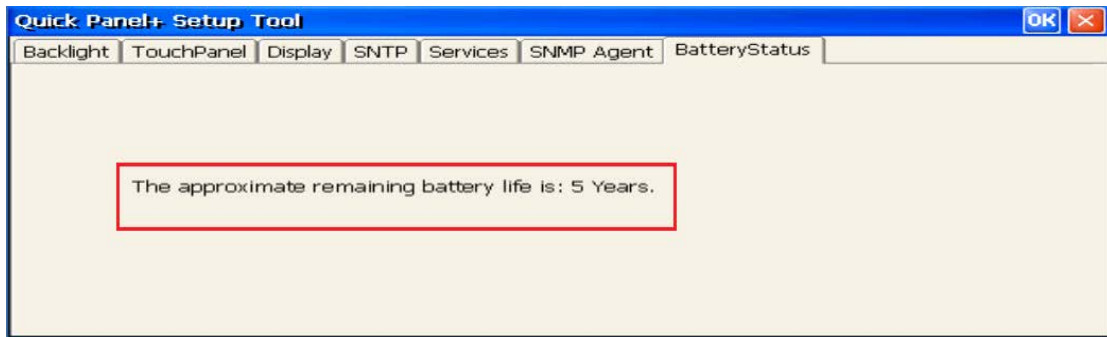 Quick Panel+ Setup Tool OK
Backlight TouchPanel Display SNTP Services SNMP Agent BatteryStatus
The approximate remaining battery life is: 5 Years.